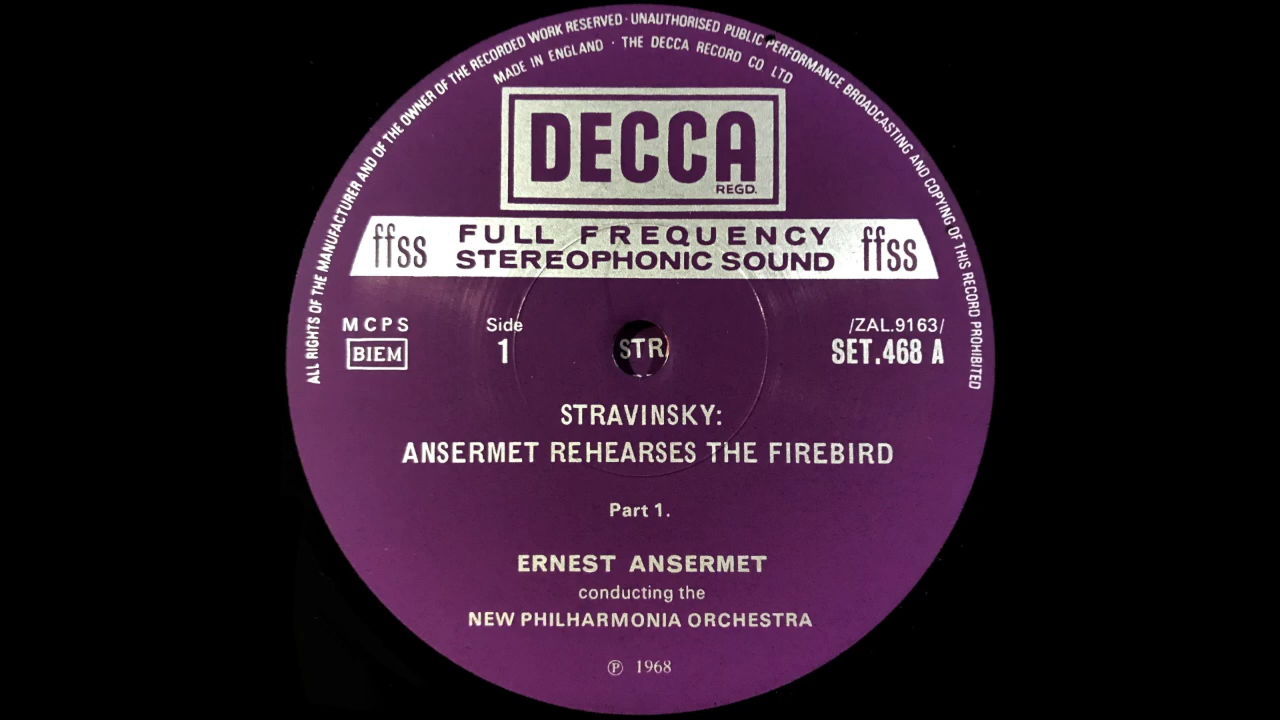 ALL RIGHTS OF THE MANUFACTURER AND OF THE OWNER OF THE RECORDED WORK RESERVED · UNAUTHORISED PUBLIC PERFORMANCE BROADCASTING AND COPYING OF THIS RECORD PROHIBITED
MADE IN ENGLAND · THE DECCA RECORD CO LTD
DECCA
REGD.
ffss FULL FREQUENCY STEREOPHONIC SOUND ffss
MCPS
BIEM
Side
1
STR
/ZAL.9163/
SET.468 A
STRAVINSKY:
ANSERMET REHEARSES THE FIREBIRD
Part 1.
ERNEST ANSERMET
conducting the
NEW PHILHARMONIA ORCHESTRA
℗ 1968